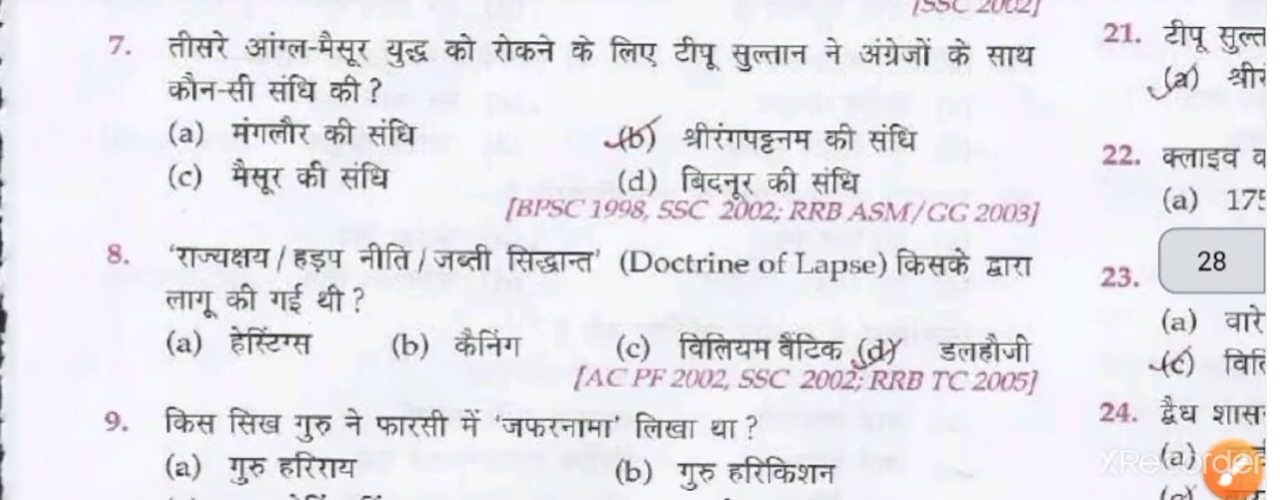 [SSC 2002]
7. तीसरे आंग्ल-मैसूर युद्ध को रोकने के लिए टीपू सुल्तान ने अंग्रेजों के साथ
कौन-सी संधि की ?
(a) मंगलौर की संधि (b) श्रीरंगपट्टनम की संधि
(c) मैसूर की संधि (d) बिदनूर की संधि
[BPSC 1998, SSC 2002; RRB ASM/GG 2003]
8. 'राज्यक्षय / हड़प नीति / जब्ती सिद्धान्त' (Doctrine of Lapse) किसके द्वारा
लागू की गई थी ?
(a) हेस्टिंग्स (b) कैनिंग (c) विलियम बैंटिक (d) डलहौजी
[AC PF 2002, SSC 2002; RRB TC 2005]
9. किस सिख गुरु ने फारसी में 'जफरनामा' लिखा था ?
(a) गुरु हरिराय (b) गुरु हरिकिशन
21. टीपू
(a)
22. क्लाइव
(a)
28
23.
(a)
(c)
24. द्वैध
(a)
XRecorder